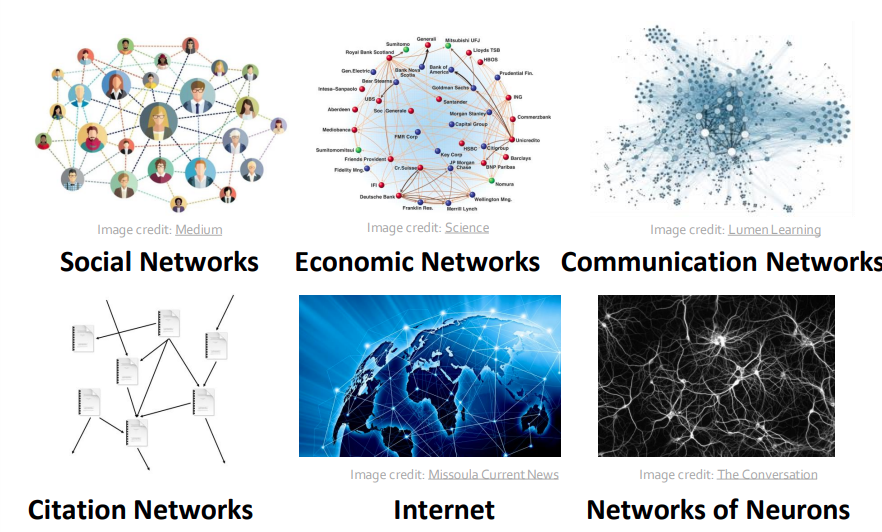 Generali
Sumitomo
Mitsubishi UFJ
Royal Bank Scotland
Lloyds TSB
HBOS
Gen.Electric
Bank Nova
Scotia
Bank of
America
Prudential Fin.
Bear Stearns
Goldman Sachs
Intesa-Sanpaolo
UBS
Santander
ING
Aberdeen
Soc Generale
Morgan Stanley
Commerzbank
Capital Group
Mediobanca
FMR Corp
Unicredito
HSBC
Citigroup
Sumitomomitsui
Key Corp
Friends Provident
JP Morgan
Chase
Barclays
BNP Paribas
Cr.Suisse
Fidelity Mng.
IFI
Nomura
Deutsche Bank
Wellington Mng.
Franklin Res.
Merrill Lynch
Image credit: Medium
Image credit: Science
Image credit: Lumen Learning
Social Networks
Economic Networks
Communication Networks
Image credit: Missoula Current News
Image credit: The Conversation
Citation Networks
Internet
Networks of Neurons